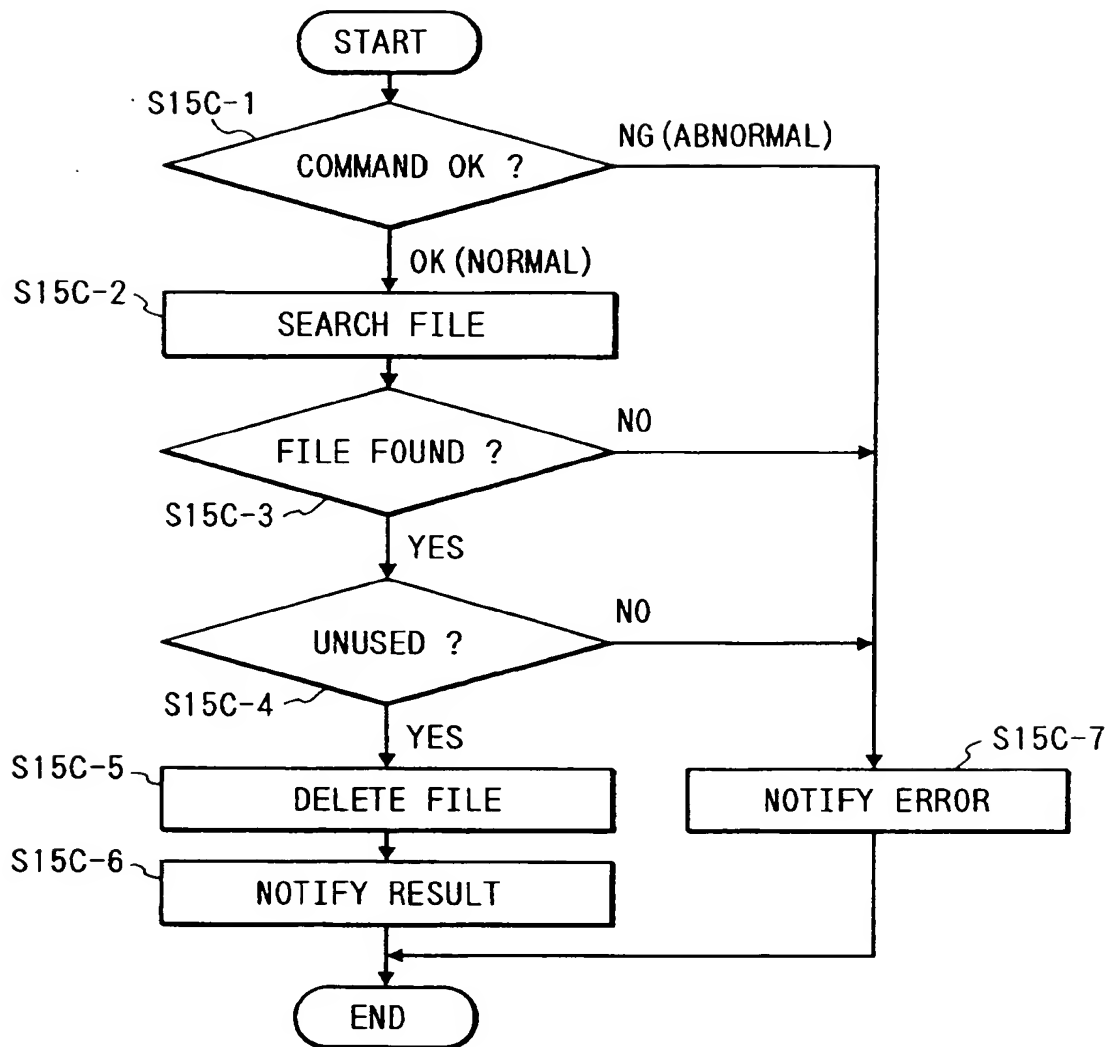 START
S15C-1
COMMAND OK ?
NG(ABNORMAL)
OK(NORMAL)
S15C-2
SEARCH FILE
FILE FOUND ?
NO
S15C-3
YES
UNUSED ?
NO
S15C-4
YES
S15C-5
DELETE FILE
S15C-7
NOTIFY ERROR
S15C-6
NOTIFY RESULT
END